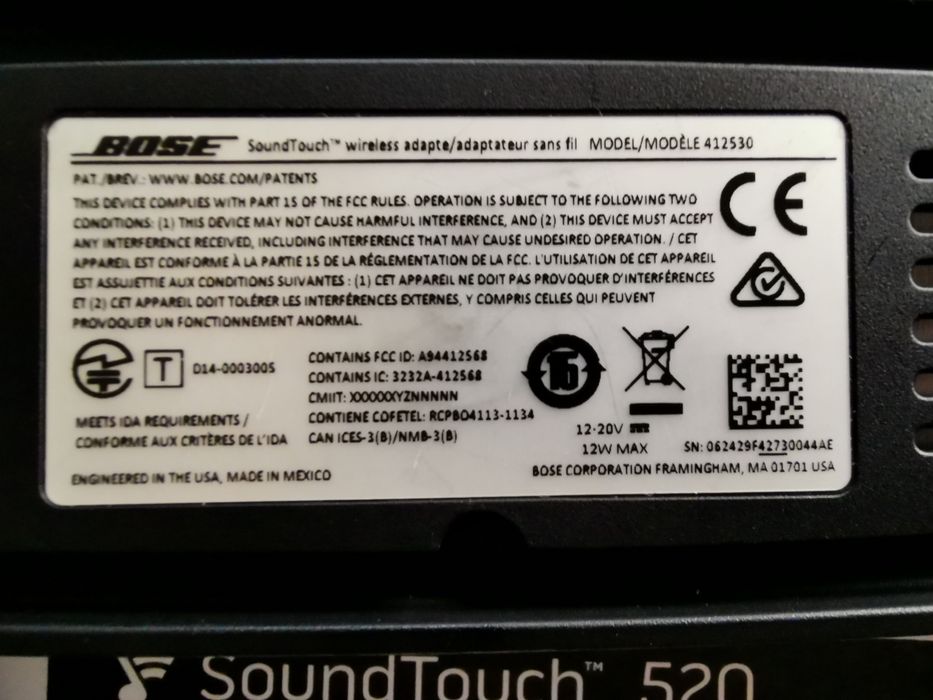 BOSE SoundTouch™ wireless adapte/adaptateur sans fil MODEL/MODÈLE 412530
PAT./BREV.: WWW.BOSE.COM/PATENTS
THIS DEVICE COMPLIES WITH PART 15 OF THE FCC RULES. OPERATION IS SUBJECT TO THE FOLLOWING TWO
CONDITIONS: (1) THIS DEVICE MAY NOT CAUSE HARMFUL INTERFERENCE, AND (2) THIS DEVICE MUST ACCEPT
ANY INTERFERENCE RECEIVED, INCLUDING INTERFERENCE THAT MAY CAUSE UNDESIRED OPERATION. / CET
APPAREIL EST CONFORME À LA PARTIE 15 DE LA RÉGLEMENTATION DE LA FCC. L'UTILISATION DE CET APPAREIL
EST ASSUJETTIE AUX CONDITIONS SUIVANTES : (1) CET APPAREIL NE DOIT PAS PROVOQUER D'INTERFÉRENCES
ET (2) CET APPAREIL DOIT TOLÉRER LES INTERFÉRENCES EXTERNES, Y COMPRIS CELLES QUI PEUVENT
PROVOQUER UN FONCTIONNEMENT ANORMAL.
CE
T D14-0003005
MEETS IDA REQUIREMENTS /
CONFORME AUX CRITÈRES DE L'IDA
CONTAINS FCC ID: A94412568
CONTAINS IC: 3232A-412568
CMIIT: XXXXXXYZNNNNN
CONTIENE COFETEL: RCPBO4113-1134
CAN ICES-3(B)/NMB-3(B)
15
12-20V
12W MAX
SN: 062429F42730044AE
ENGINEERED IN THE USA, MADE IN MEXICO
BOSE CORPORATION FRAMINGHAM, MA 01701 USA
SoundTouch™ 520